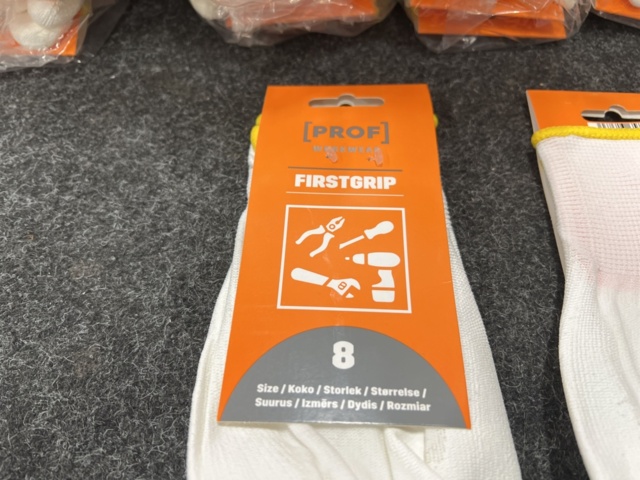 [PROF]
FIRSTGRIP
8
Size / Koko / Storlek / Størrelse /
Suurus / Izmērs / Dydis / Rozmiar